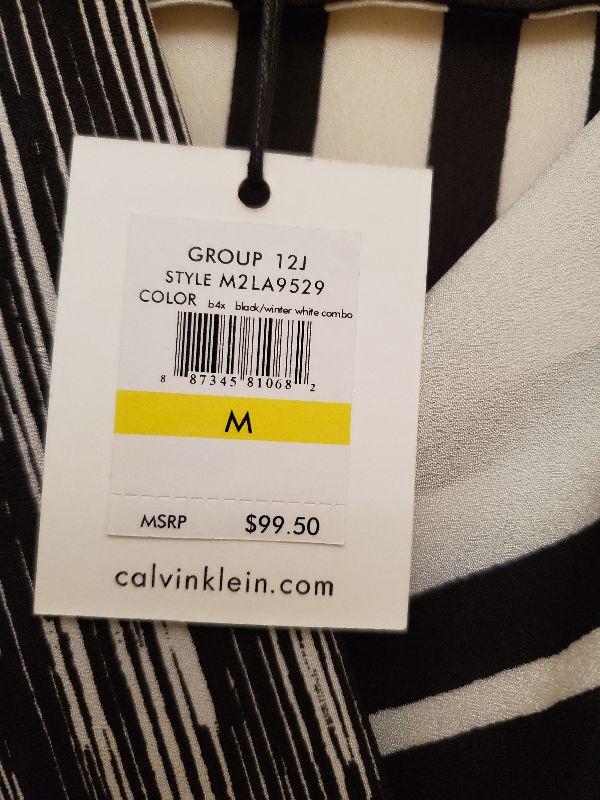 GROUP 12J
STYLE M2LA9529
COLOR b4x black/winter white combo
8 87345 81068 2
M
MSRP $99.50
calvinklein.com